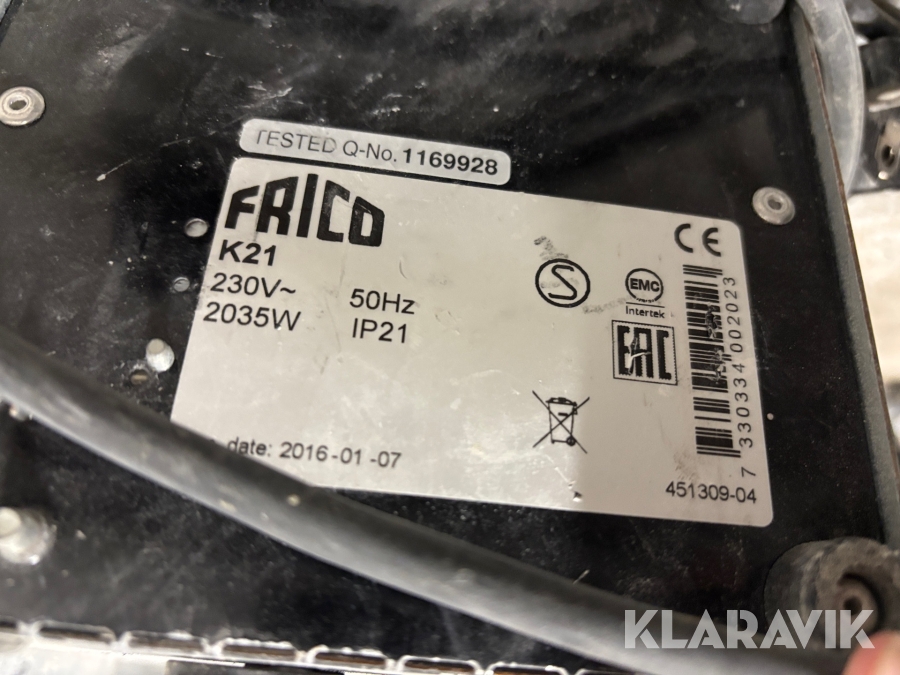 TESTED Q-No. 1169928
FRICO
K21
230V~ 50Hz
2035W IP21
CE
S
EMC
Intertek
EAC
7 330334 002023
date: 2016-01-07
451309-04
KLARAVIK